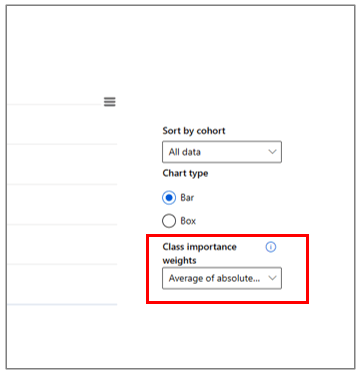 Sort by cohort
All data
Chart type
Bar
Box
Class importance
weights
Average of absolute...